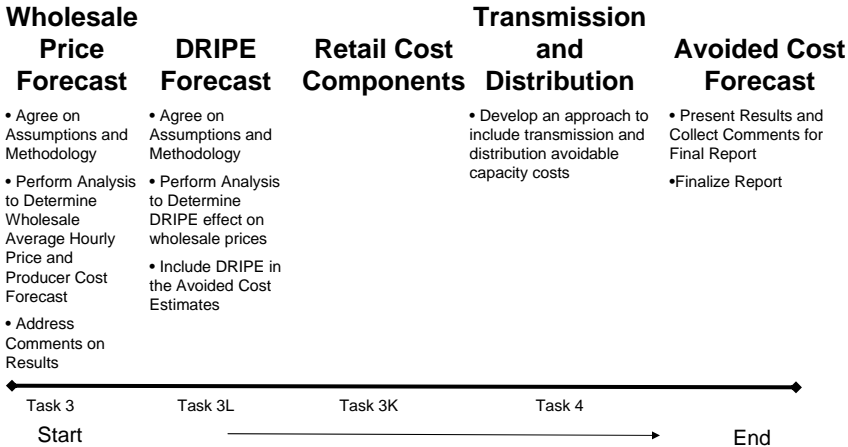 Wholesale
Price
Forecast
• Agree on
Assumptions and
Methodology
• Perform Analysis
to Determine
Wholesale
Average Hourly
Price and
Producer Cost
Forecast
• Address
Comments on
Results
DRIPE
Forecast
• Agree on
Assumptions and
Methodology
• Perform Analysis
to Determine
DRIPE effect on
wholesale prices
• Include DRIPE in
the Avoided Cost
Estimates
Retail Cost
Components
Transmission
and
Distribution
• Develop an approach to
include transmission and
distribution avoidable
capacity costs
Avoided Cost
Forecast
• Present Results and
Collect Comments for
Final Report
•Finalize Report
Task 3
Task 3L
Task 3K
Task 4
Start
End